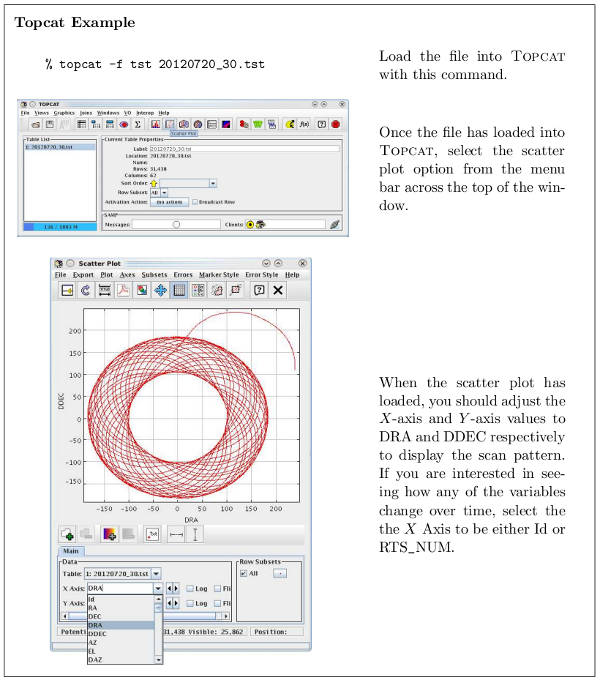 Topcat Example
% topcat -f tst 20120720_30.tst
Load the file into TOPCAT
with this command.
TOPCAT
File Views Graphics Joins Windows VO Interop Help
Scatter Plot
Table List
1: 20120720_30.tst
Current Table Properties
Label: 20120720_30.tst
Location: 20120720_30.tst
Name:
Rows: 31,438
Columns: 62
Sort Order:
Row Subset: All
Activation Action: (no action) Broadcast Row
SAMP
Messages: Clients:
Once the file has loaded into
TOPCAT, select the scatter
plot option from the menu
bar across the top of the win-
dow.
Scatter Plot
File Export Plot Axes Subsets Errors Marker Style Error Style Help
200
150
100
50
0
-50
-100
-150
DDEC
-150 -100 -50 0 50 100 150 200 250
DRA
Main
Data
Table: 1: 20120720_30.tst
X Axis: DRA Log Fli
Y Axis: Log Fli
Id
RA
DEC
DRA
DDEC
AZ
EL
DAZ
Row Subsets
All
Potenti 31,438 Visible: 25,862 Position:
When the scatter plot has
loaded, you should adjust the
X-axis and Y-axis values to
DRA and DDEC respectively
to display the scan pattern.
If you are interested in see-
ing how any of the variables
change over time, select the
the X Axis to be either Id or
RTS_NUM.